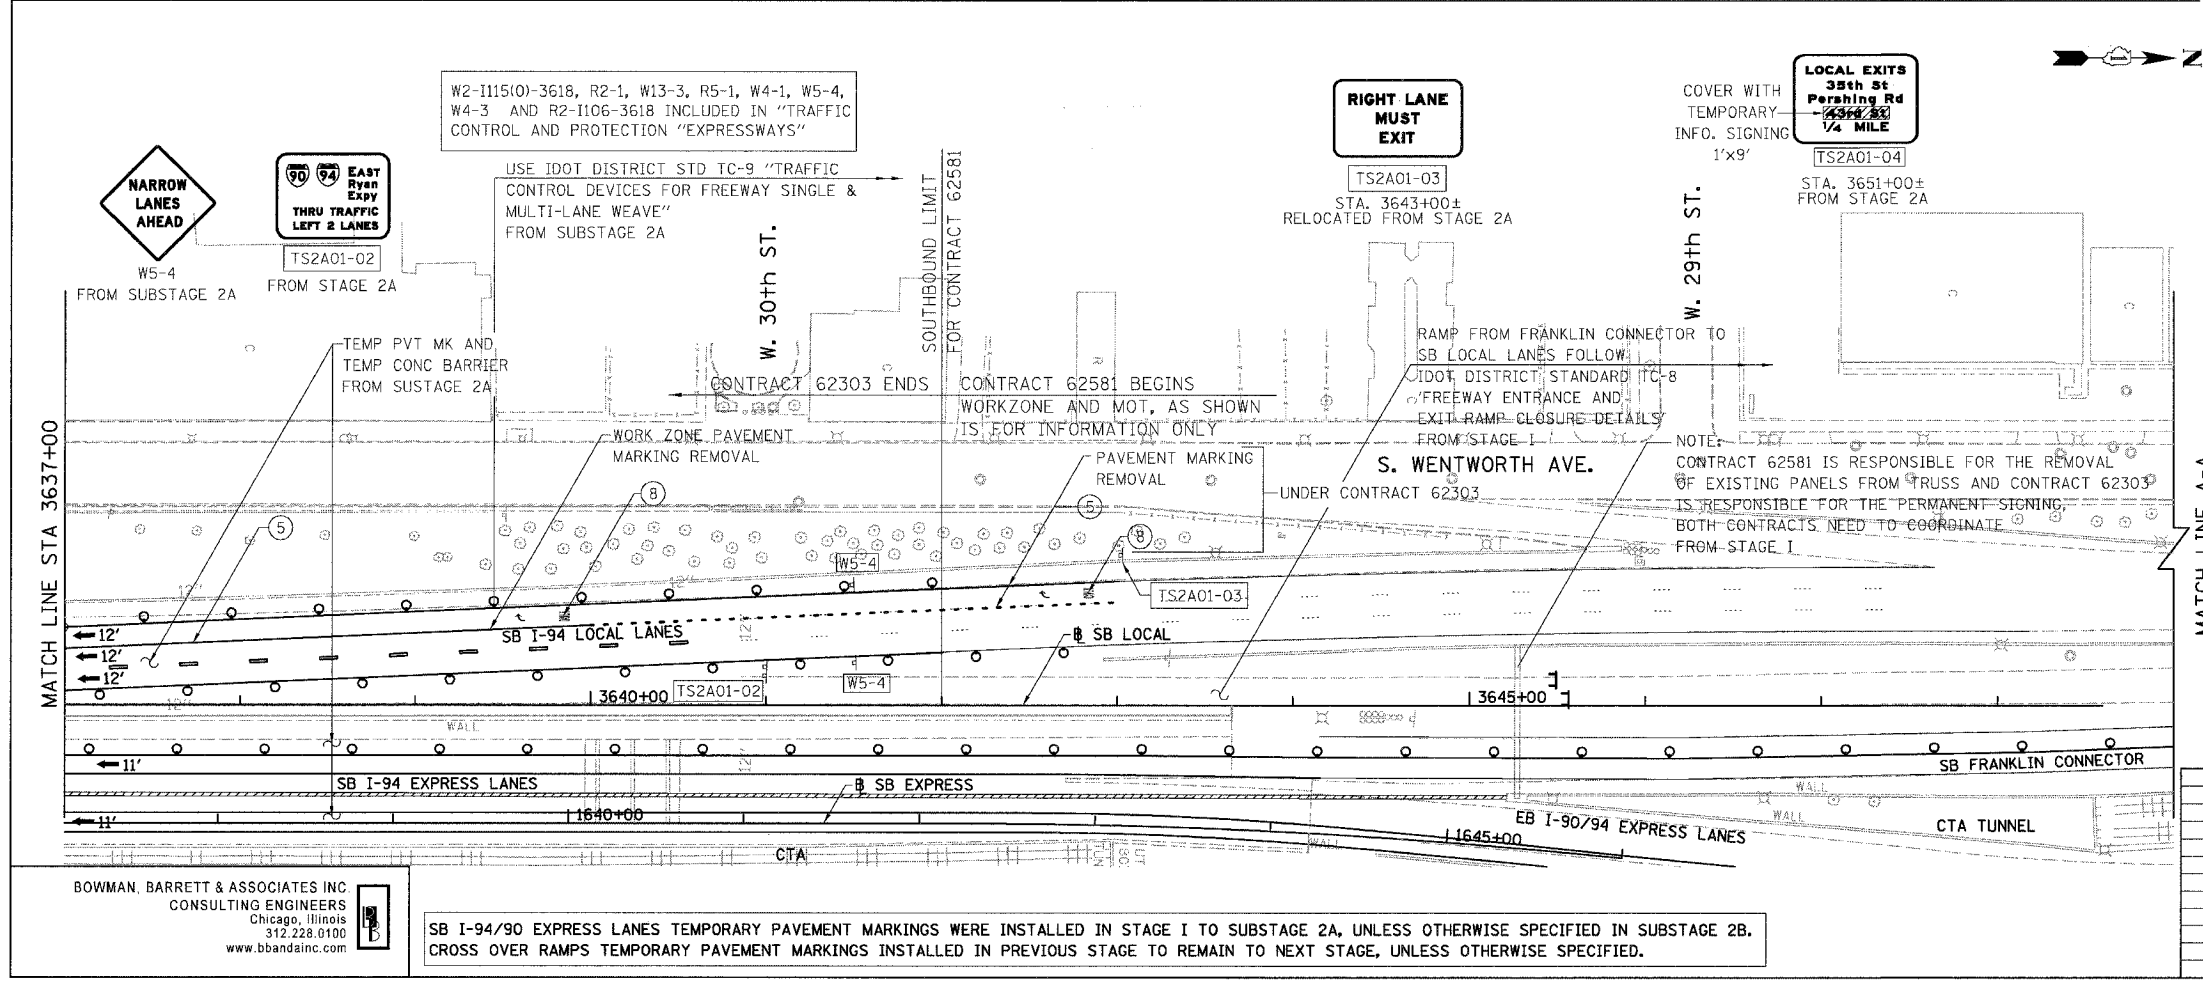 W2-I115(O)-3618, R2-1, W13-3, R5-1, W4-1, W5-4,
W4-3 AND R2-I106-3618 INCLUDED IN "TRAFFIC
CONTROL AND PROTECTION "EXPRESSWAYS"
NARROW
LANES
AHEAD
W5-4
FROM SUBSTAGE 2A
90 94 EAST
Ryan
Expy
THRU TRAFFIC
LEFT 2 LANES
TS2A01-02
FROM STAGE 2A
USE IDOT DISTRICT STD TC-9 "TRAFFIC
CONTROL DEVICES FOR FREEWAY SINGLE &
MULTI-LANE WEAVE"
FROM SUBSTAGE 2A
W. 30th ST.
SOUTHBOUND LIMIT
FOR CONTRACT 62581
RIGHT LANE
MUST
EXIT
TS2A01-03
STA. 3643+00±
RELOCATED FROM STAGE 2A
COVER WITH
TEMPORARY
INFO. SIGNING
1'x9'
LOCAL EXITS
35th St
Pershing Rd
43rd St
1/4 MILE
TS2A01-04
STA. 3651+00±
FROM STAGE 2A
N
W. 29th ST.
TEMP PVT MK AND
TEMP CONC BARRIER
FROM SUSTAGE 2A
CONTRACT 62303 ENDS
CONTRACT 62581 BEGINS
WORKZONE AND MOT, AS SHOWN
IS FOR INFORMATION ONLY
RAMP FROM FRANKLIN CONNECTOR TO
SB LOCAL LANES FOLLOW
IDOT DISTRICT STANDARD TC-8
"FREEWAY ENTRANCE AND
EXIT RAMP CLOSURE DETAILS"
FROM STAGE I
WORK ZONE PAVEMENT
MARKING REMOVAL
PAVEMENT MARKING
REMOVAL
UNDER CONTRACT 62303
S. WENTWORTH AVE.
NOTE:
CONTRACT 62581 IS RESPONSIBLE FOR THE REMOVAL
OF EXISTING PANELS FROM TRUSS AND CONTRACT 62303
IS RESPONSIBLE FOR THE PERMANENT SIGNING,
BOTH CONTRACTS NEED TO COORDINATE
FROM STAGE I
MATCH LINE STA 3637+00
MATCH LINE A-A
5
8
5
8
W5-4
TS2A01-03
12'
12'
12'
12'
12'
12'
12'
SB I-94 LOCAL LANES
B SB LOCAL
TS2A01-02
W5-4
3640+00
3645+00
WALL
11'
12'
SB I-94 EXPRESS LANES
B SB EXPRESS
SB FRANKLIN CONNECTOR
WALL
11'
1640+00
1645+00
EB I-90/94 EXPRESS LANES
WALL
CTA TUNNEL
WALL
CTA
BOWMAN, BARRETT & ASSOCIATES INC.
CONSULTING ENGINEERS
Chicago, Illinois
312.228.0100
www.bbandainc.com
SB I-94/90 EXPRESS LANES TEMPORARY PAVEMENT MARKINGS WERE INSTALLED IN STAGE I TO SUBSTAGE 2A, UNLESS OTHERWISE SPECIFIED IN SUBSTAGE 2B.
CROSS OVER RAMPS TEMPORARY PAVEMENT MARKINGS INSTALLED IN PREVIOUS STAGE TO REMAIN TO NEXT STAGE, UNLESS OTHERWISE SPECIFIED.